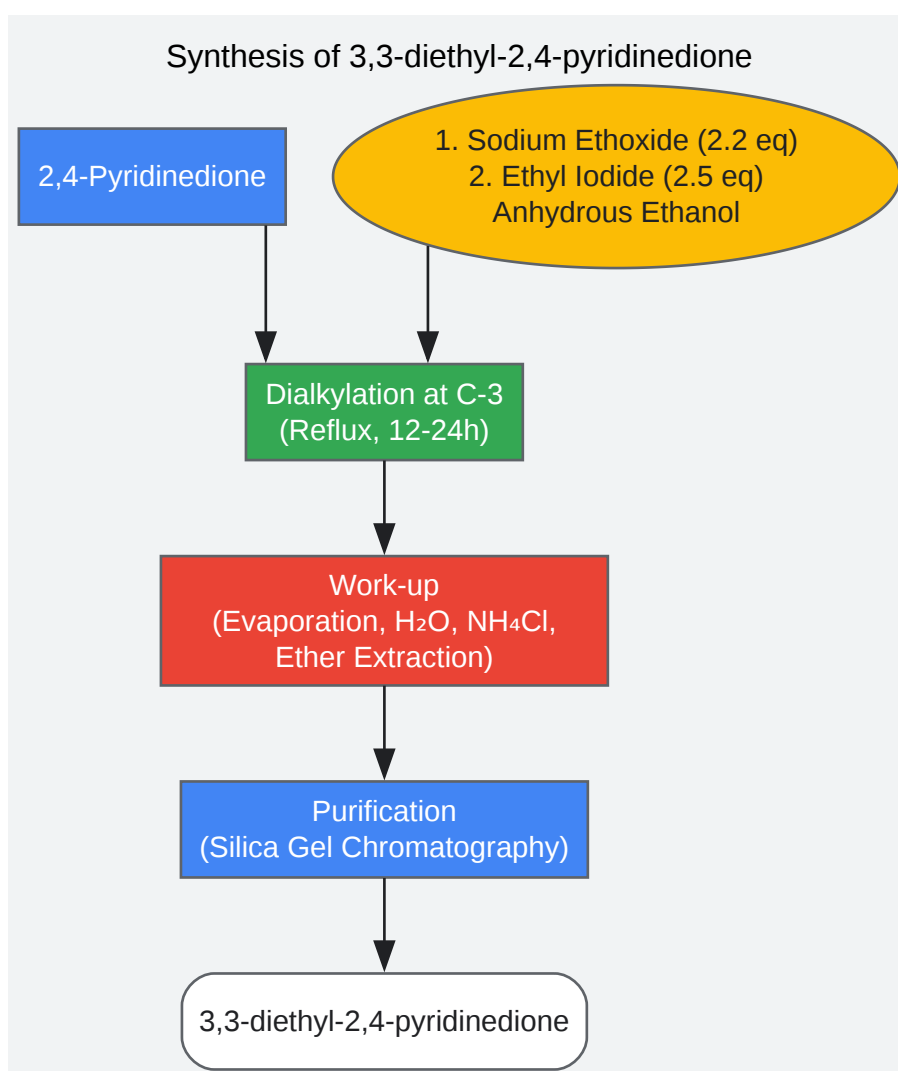 Synthesis of 3,3-diethyl-2,4-pyridinedione
2,4-Pyridinedione
1. Sodium Ethoxide (2.2 eq)
2. Ethyl Iodide (2.5 eq)
Anhydrous Ethanol
Dialkylation at C-3
(Reflux, 12-24h)
Work-up
(Evaporation, H₂O, NH₄Cl,
Ether Extraction)
Purification
(Silica Gel Chromatography)
3,3-diethyl-2,4-pyridinedione